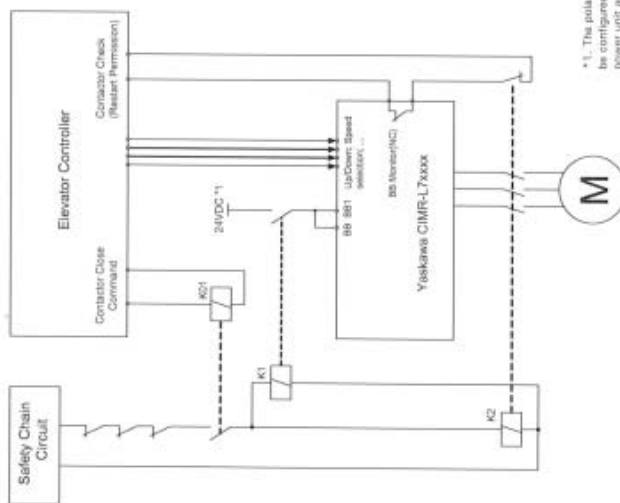 Elevator Controller
Contactor Close
Command
Contactor Check
(Restart Permission)
Safety Chain
Circuit
K01
24VDC *1
BB BB1
Up/Down; Speed
selection; ...
BB Monitor(NC)
Yaskawa CIMR-L7xxxx
K1
K2
M
*1. The pola
be configured
power unit a